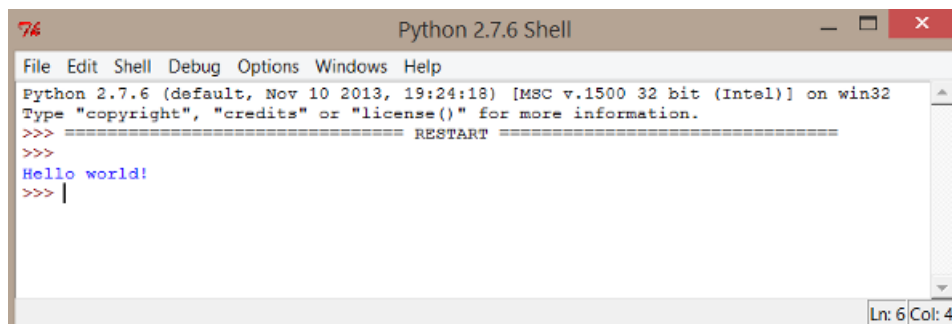 Python 2.7.6 Shell
File Edit Shell Debug Options Windows Help
Python 2.7.6 (default, Nov 10 2013, 19:24:18) [MSC v.1500 32 bit (Intel)] on win32
Type "copyright", "credits" or "license()" for more information.
>>> ================================ RESTART ================================
>>>
Hello world!
>>>
Ln: 6 Col: 4